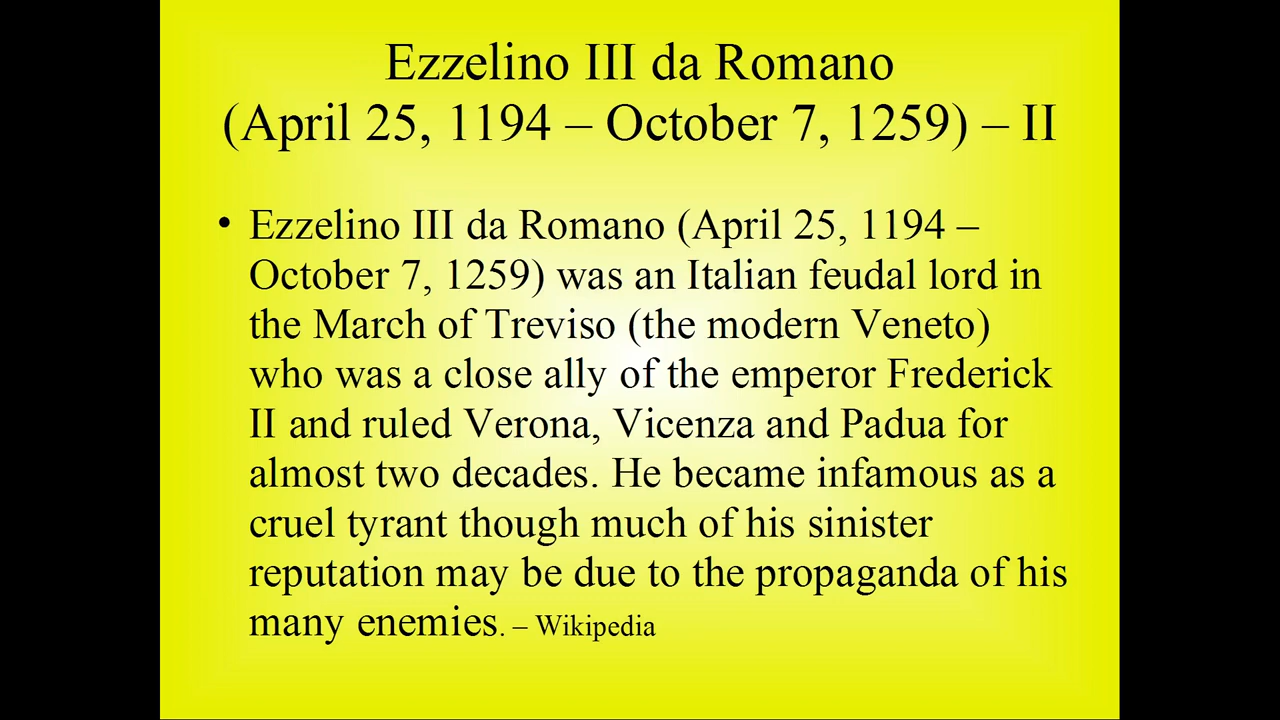 Ezzelino III da Romano
(April 25, 1194 – October 7, 1259) – II
• Ezzelino III da Romano (April 25, 1194 –
October 7, 1259) was an Italian feudal lord in
the March of Treviso (the modern Veneto)
who was a close ally of the emperor Frederick
II and ruled Verona, Vicenza and Padua for
almost two decades. He became infamous as a
cruel tyrant though much of his sinister
reputation may be due to the propaganda of his
many enemies. – Wikipedia